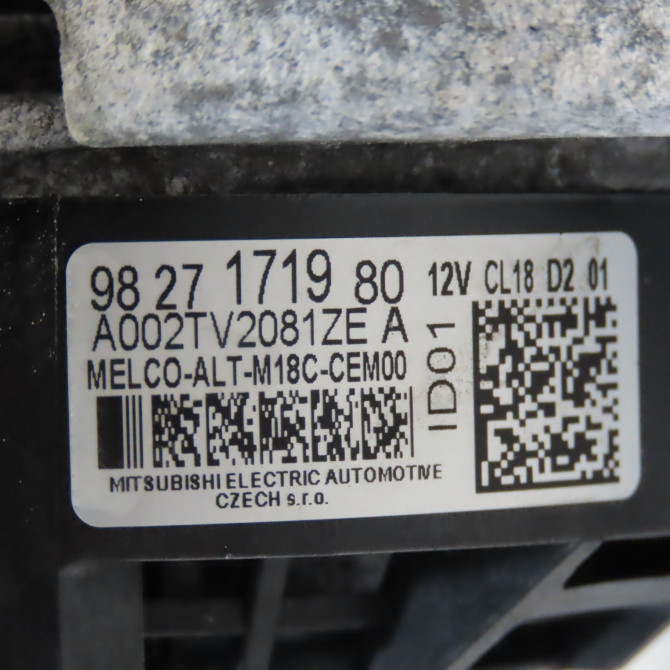 98 27 1719 80 12V CL18 D2 01
A002TV2081ZE A
MELCO-ALT-M18C-CEM00
ID01
MITSUBISHI ELECTRIC AUTOMOTIVE
CZECH s.r.o.